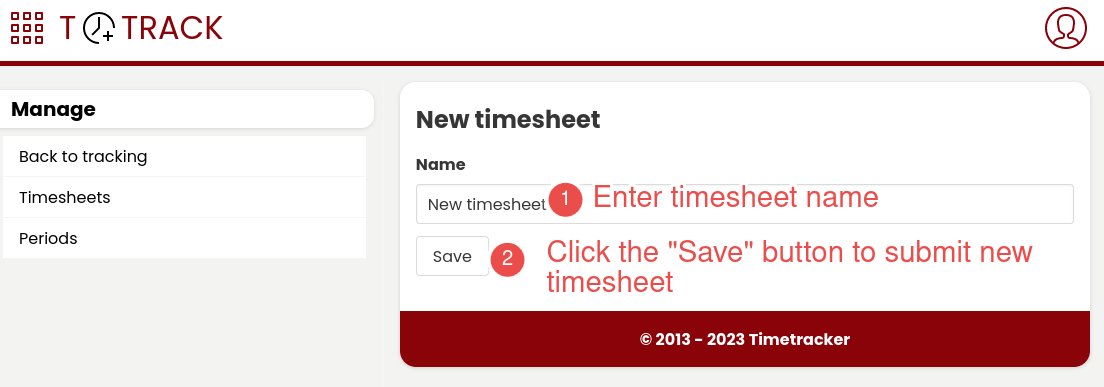 T TRACK
Manage
Back to tracking
Timesheets
Periods
New timesheet
Name
New timesheet 1 Enter timesheet name
Save 2 Click the "Save" button to submit new
timesheet
© 2013 - 2023 Timetracker